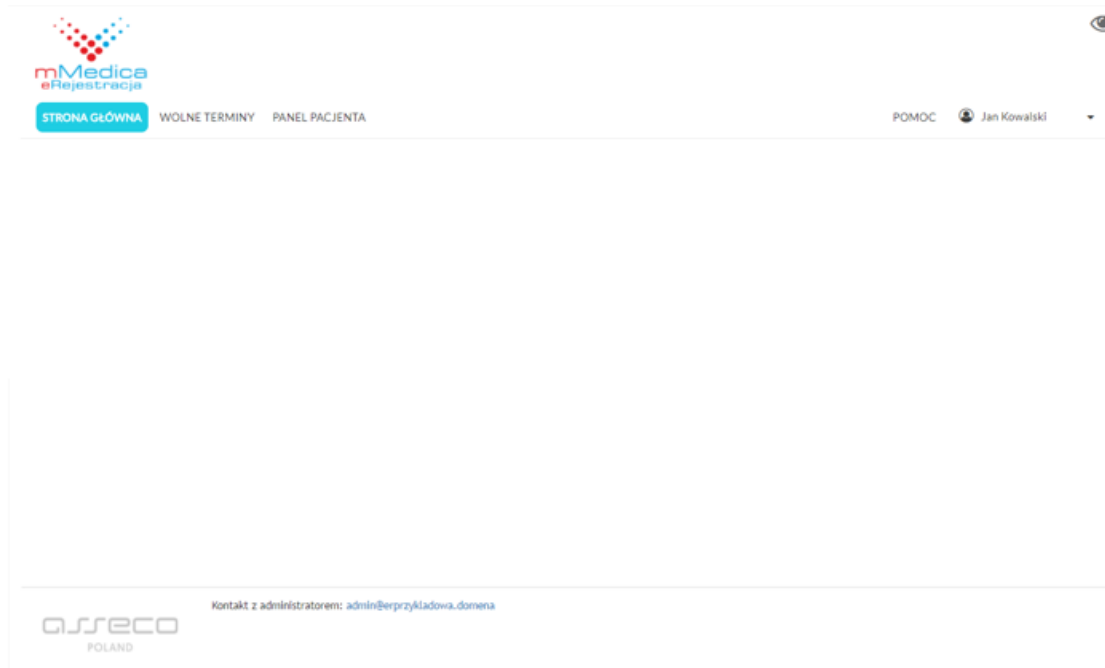 mMedica
eRejestracja
STRONA GŁÓWNA WOLNE TERMINY PANEL PACJENTA POMOC Jan Kowalski
Kontakt z administratorem: admin@erprzykladowa.domena
asseco
POLAND